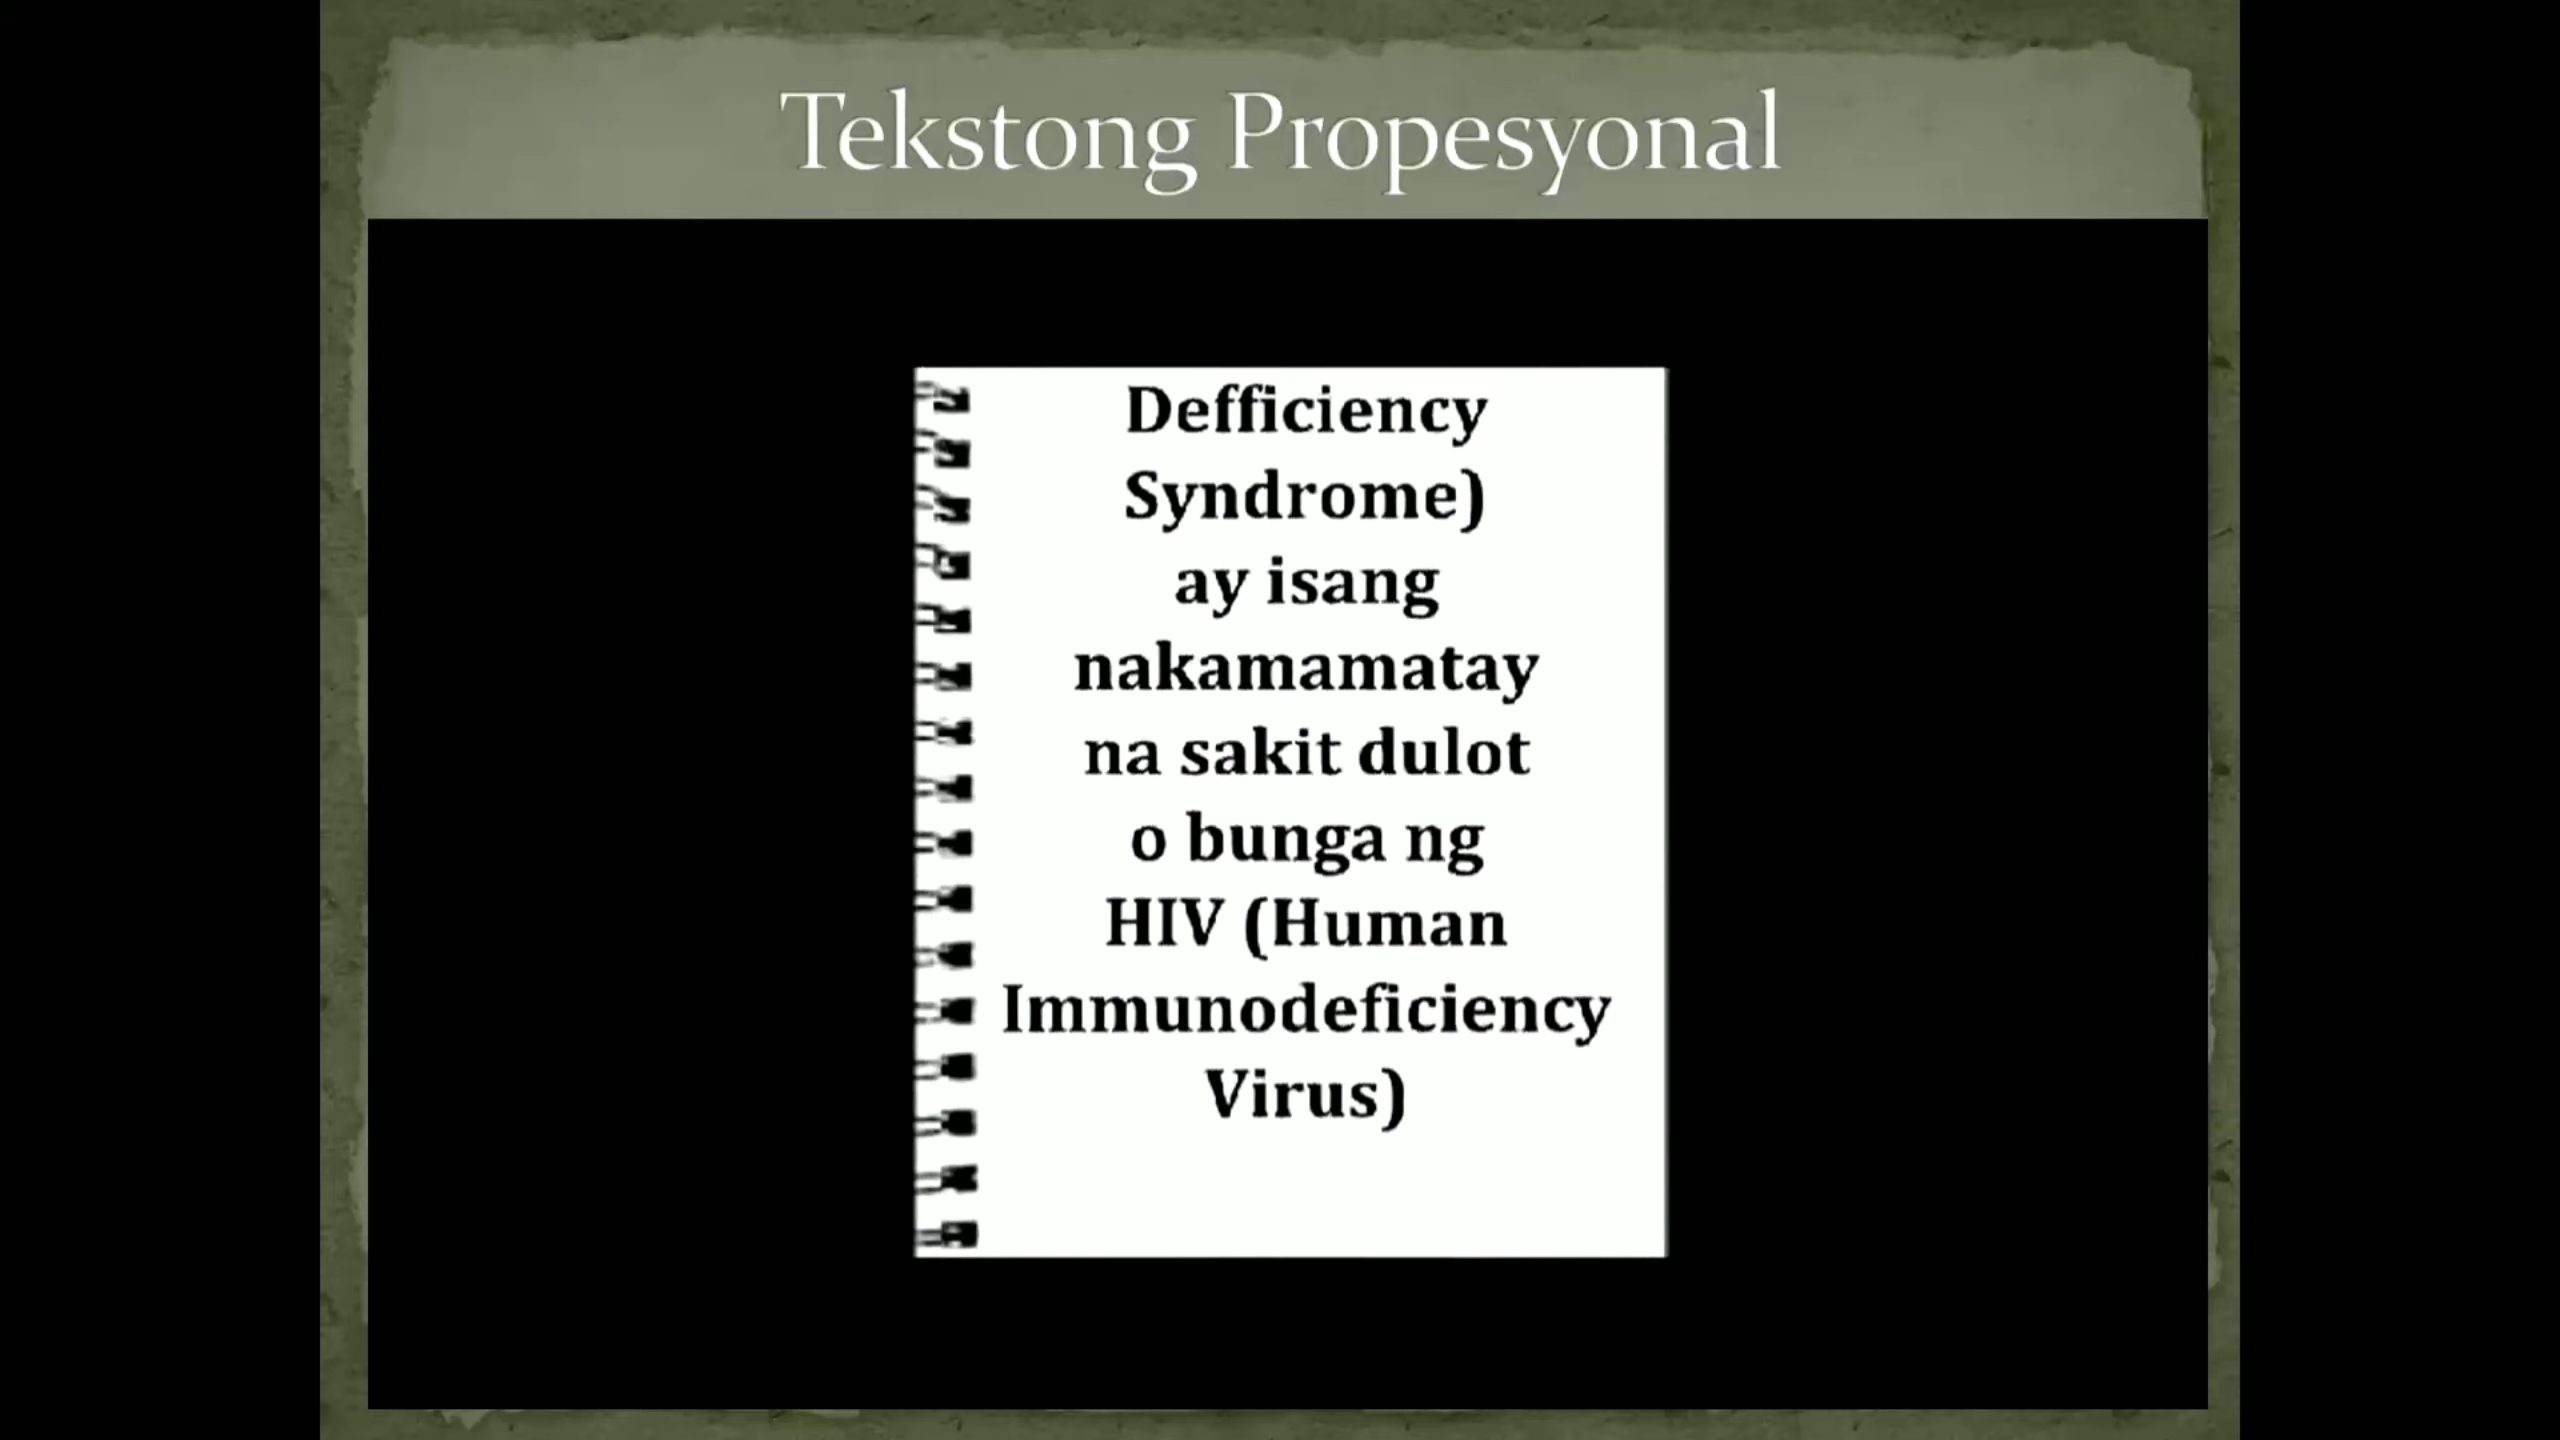 Tekstong Propesyonal
Defficiency
Syndrome)
ay isang
nakamamatay
na sakit dulot
o bunga ng
HIV (Human
Immunodeficiency
Virus)